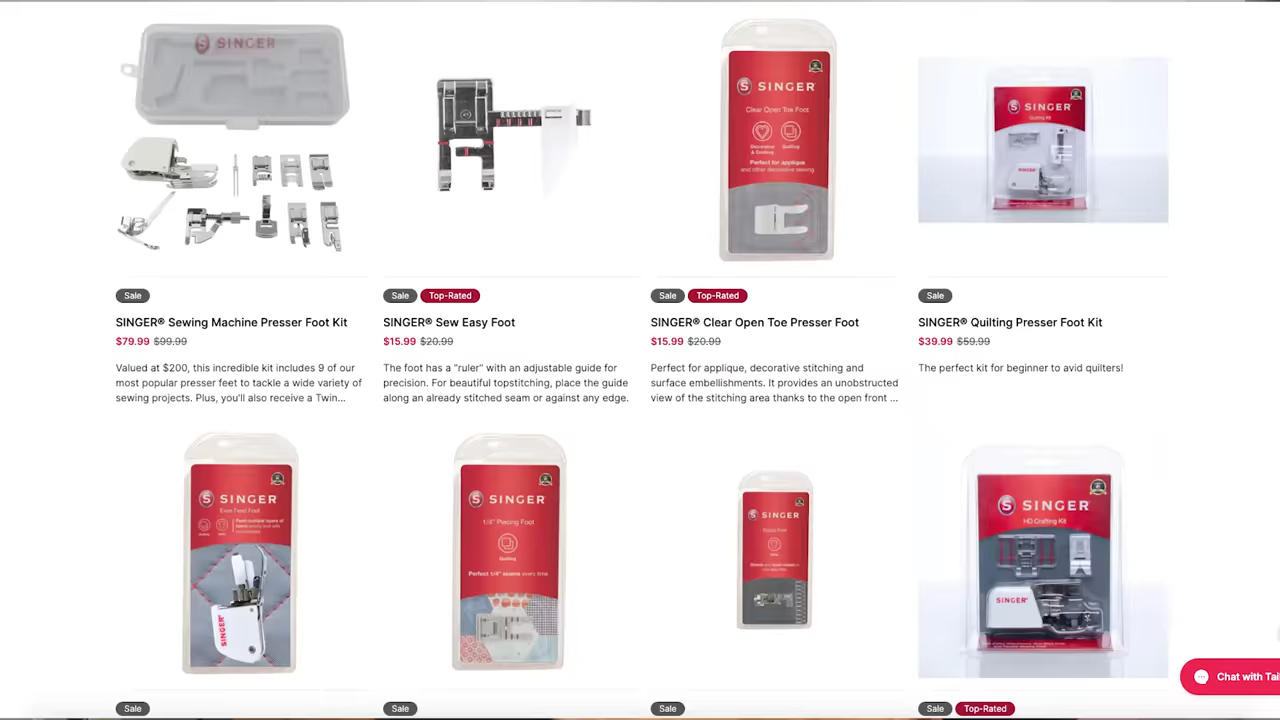 SINGER
SINGER
Clear Open Toe Foot
Decorative & Evening
Quilting
Perfect for applique
and other decorative sewing
SINGER
Quilting Kit
SINGER
Sale
Sale
Top-Rated
Sale
Top-Rated
Sale
SINGER® Sewing Machine Presser Foot Kit
SINGER® Sew Easy Foot
SINGER® Clear Open Toe Presser Foot
SINGER® Quilting Presser Foot Kit
$79.99 $99.99
$15.99 $20.99
$15.99 $20.99
$39.99 $59.99
Valued at $200, this incredible kit includes 9 of our
most popular presser feet to tackle a wide variety of
sewing projects. Plus, you'll also receive a Twin...
The foot has a "ruler" with an adjustable guide for
precision. For beautiful topstitching, place the guide
along an already stitched seam or against any edge.
Perfect for applique, decorative stitching and
surface embellishments. It provides an unobstructed
view of the stitching area thanks to the open front ...
The perfect kit for beginner to avid quilters!
SINGER
Even Feed Foot
SINGER
SINGER
1/4" Piecing Foot
Quilting
Perfect 1/4" seams every time
SINGER
SINGER
HD Crafting Kit
SINGER
Chat with Tai
Sale
Sale
Sale
Sale
Top-Rated